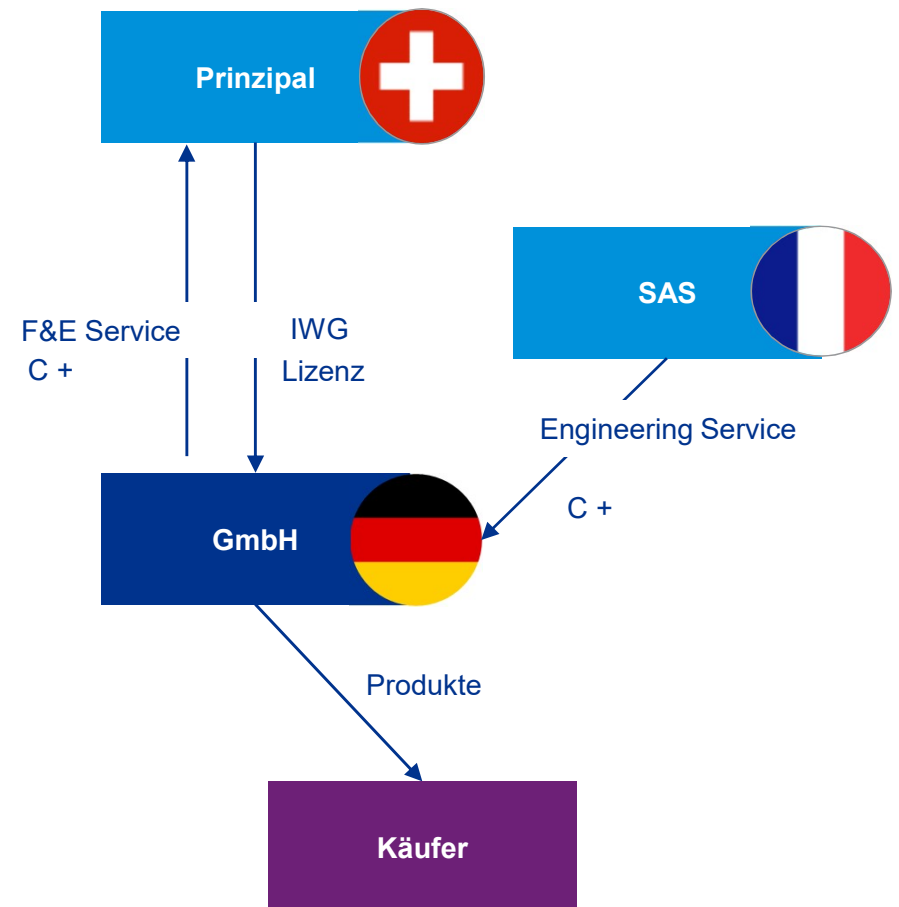 Prinzipal
SAS
F&E Service
C +
IWG
Lizenz
Engineering Service
C +
GmbH
Produkte
Käufer